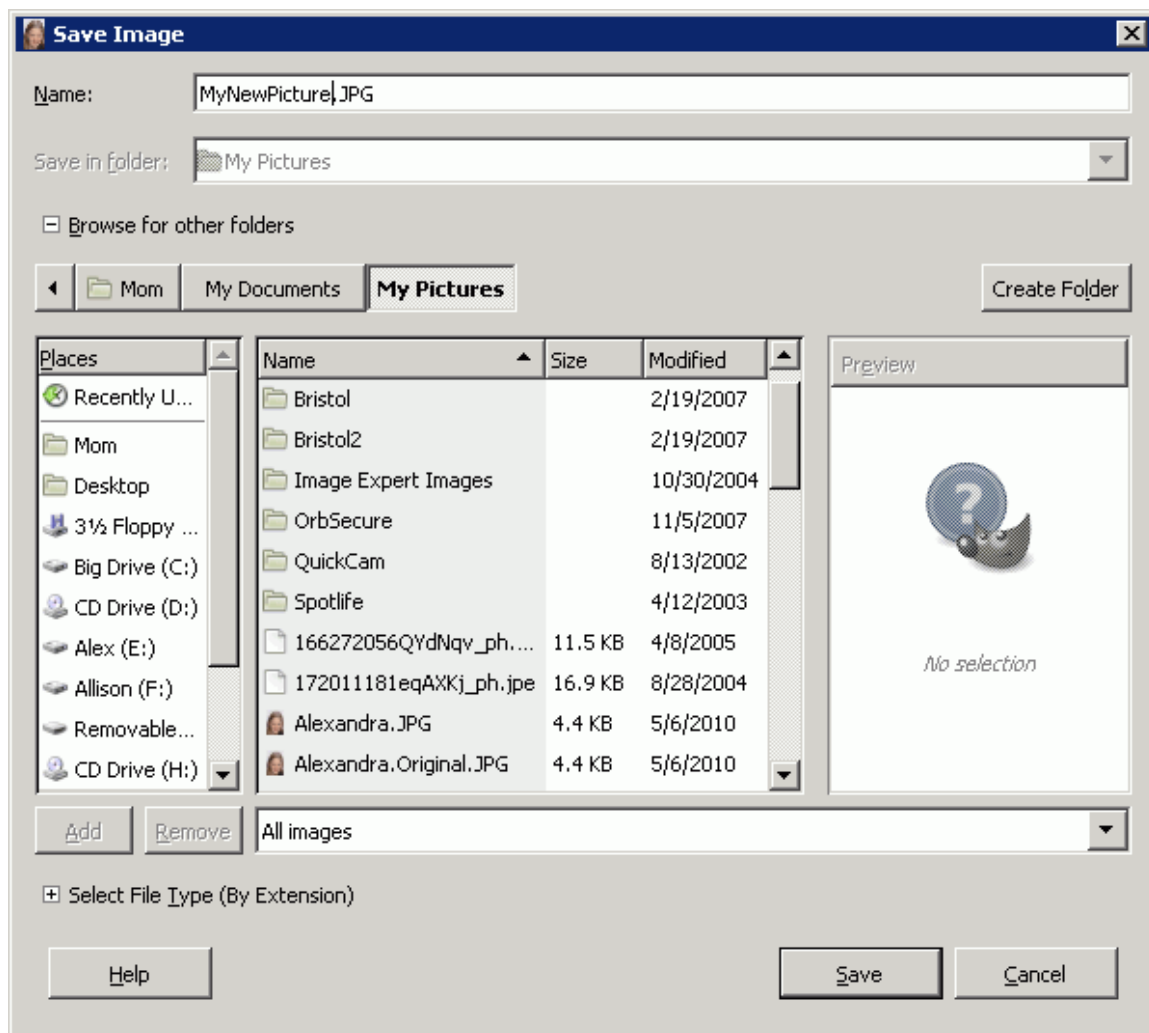 Save Image
Name: MyNewPicture.JPG
Save in folder: My Pictures
Browse for other folders
Mom My Documents My Pictures Create Folder
Places Name Size Modified Preview
Recently U... Bristol 2/19/2007
Mom Bristol2 2/19/2007
Desktop Image Expert Images 10/30/2004
3½ Floppy ... OrbSecure 11/5/2007
Big Drive (C:) QuickCam 8/13/2002
CD Drive (D:) Spotlife 4/12/2003
Alex (E:) 166272056QYdNqv_ph.... 11.5 KB 4/8/2005
Allison (F:) 172011181eqAXKj_ph.jpe 16.9 KB 8/28/2004
Removable... Alexandra.JPG 4.4 KB 5/6/2010
CD Drive (H:) Alexandra.Original.JPG 4.4 KB 5/6/2010
No selection
Add Remove All images
Select File Type (By Extension)
Help Save Cancel